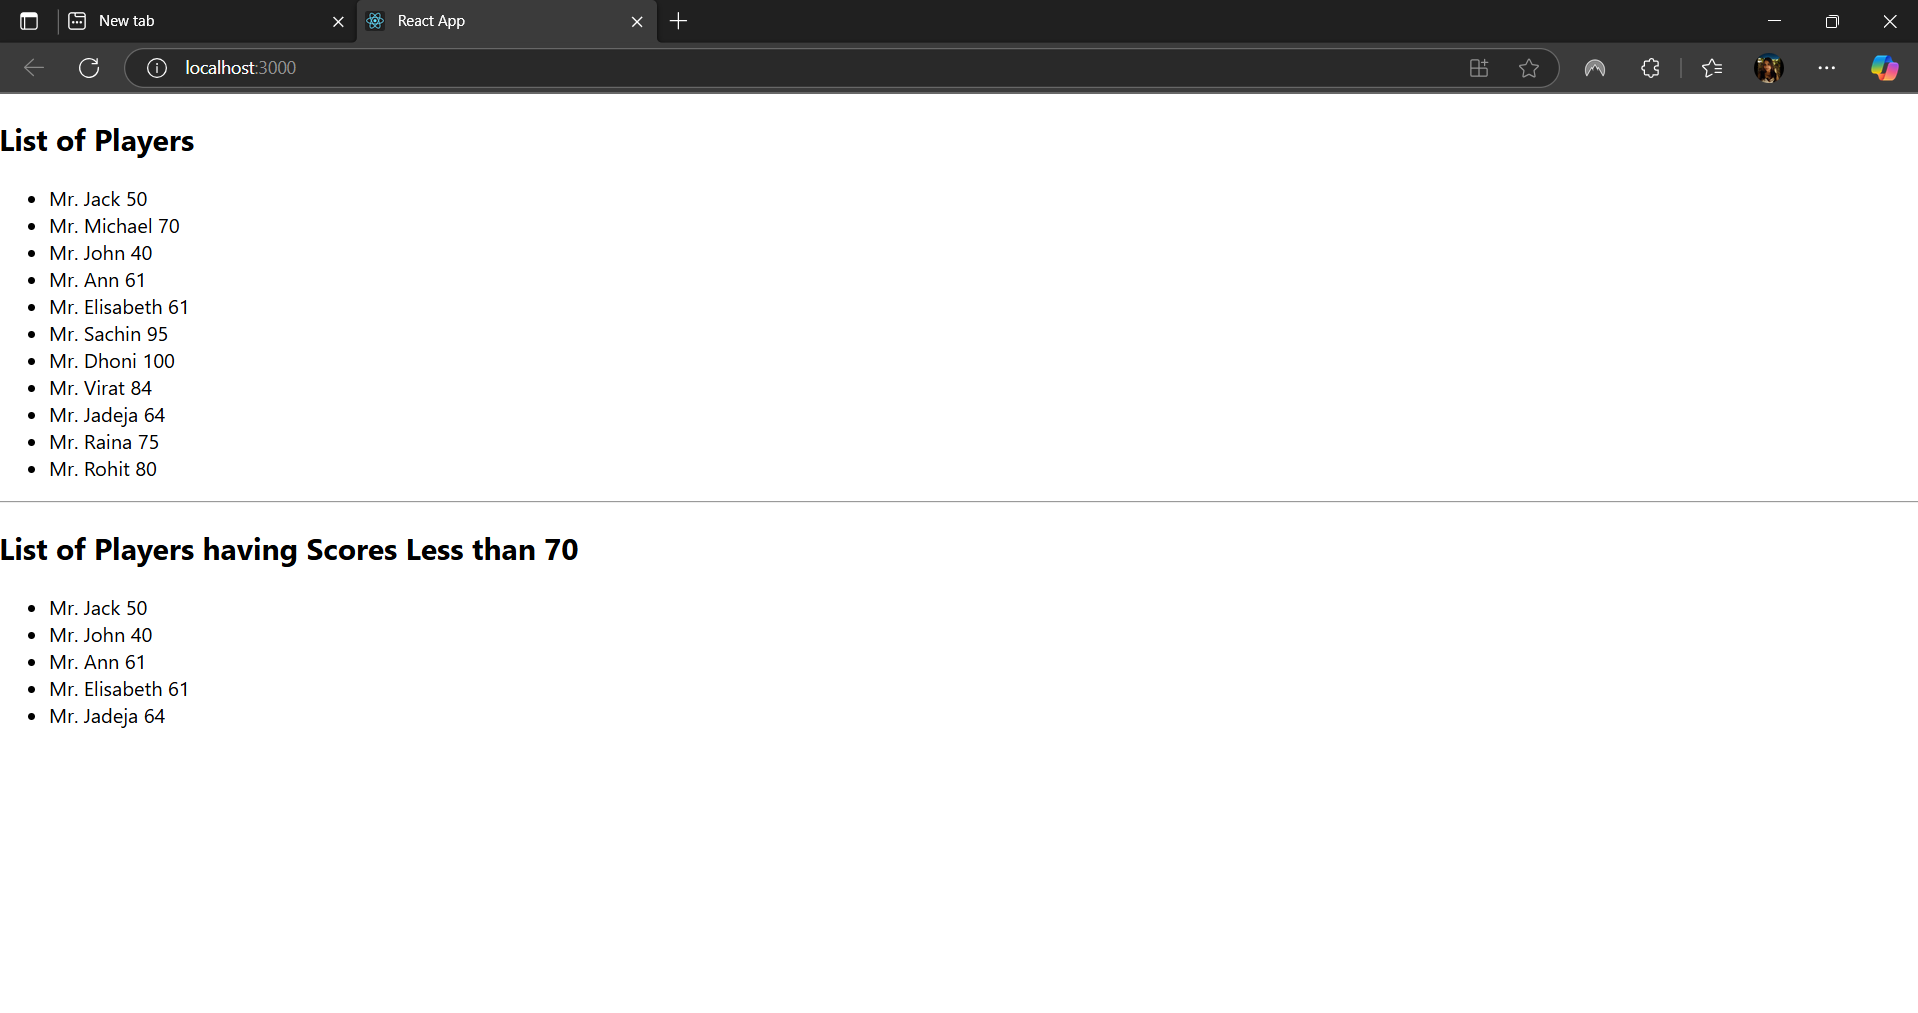 New tab
React App
localhost:3000
List of Players
Mr. Jack 50
Mr. Michael 70
Mr. John 40
Mr. Ann 61
Mr. Elisabeth 61
Mr. Sachin 95
Mr. Dhoni 100
Mr. Virat 84
Mr. Jadeja 64
Mr. Raina 75
Mr. Rohit 80
List of Players having Scores Less than 70
Mr. Jack 50
Mr. John 40
Mr. Ann 61
Mr. Elisabeth 61
Mr. Jadeja 64